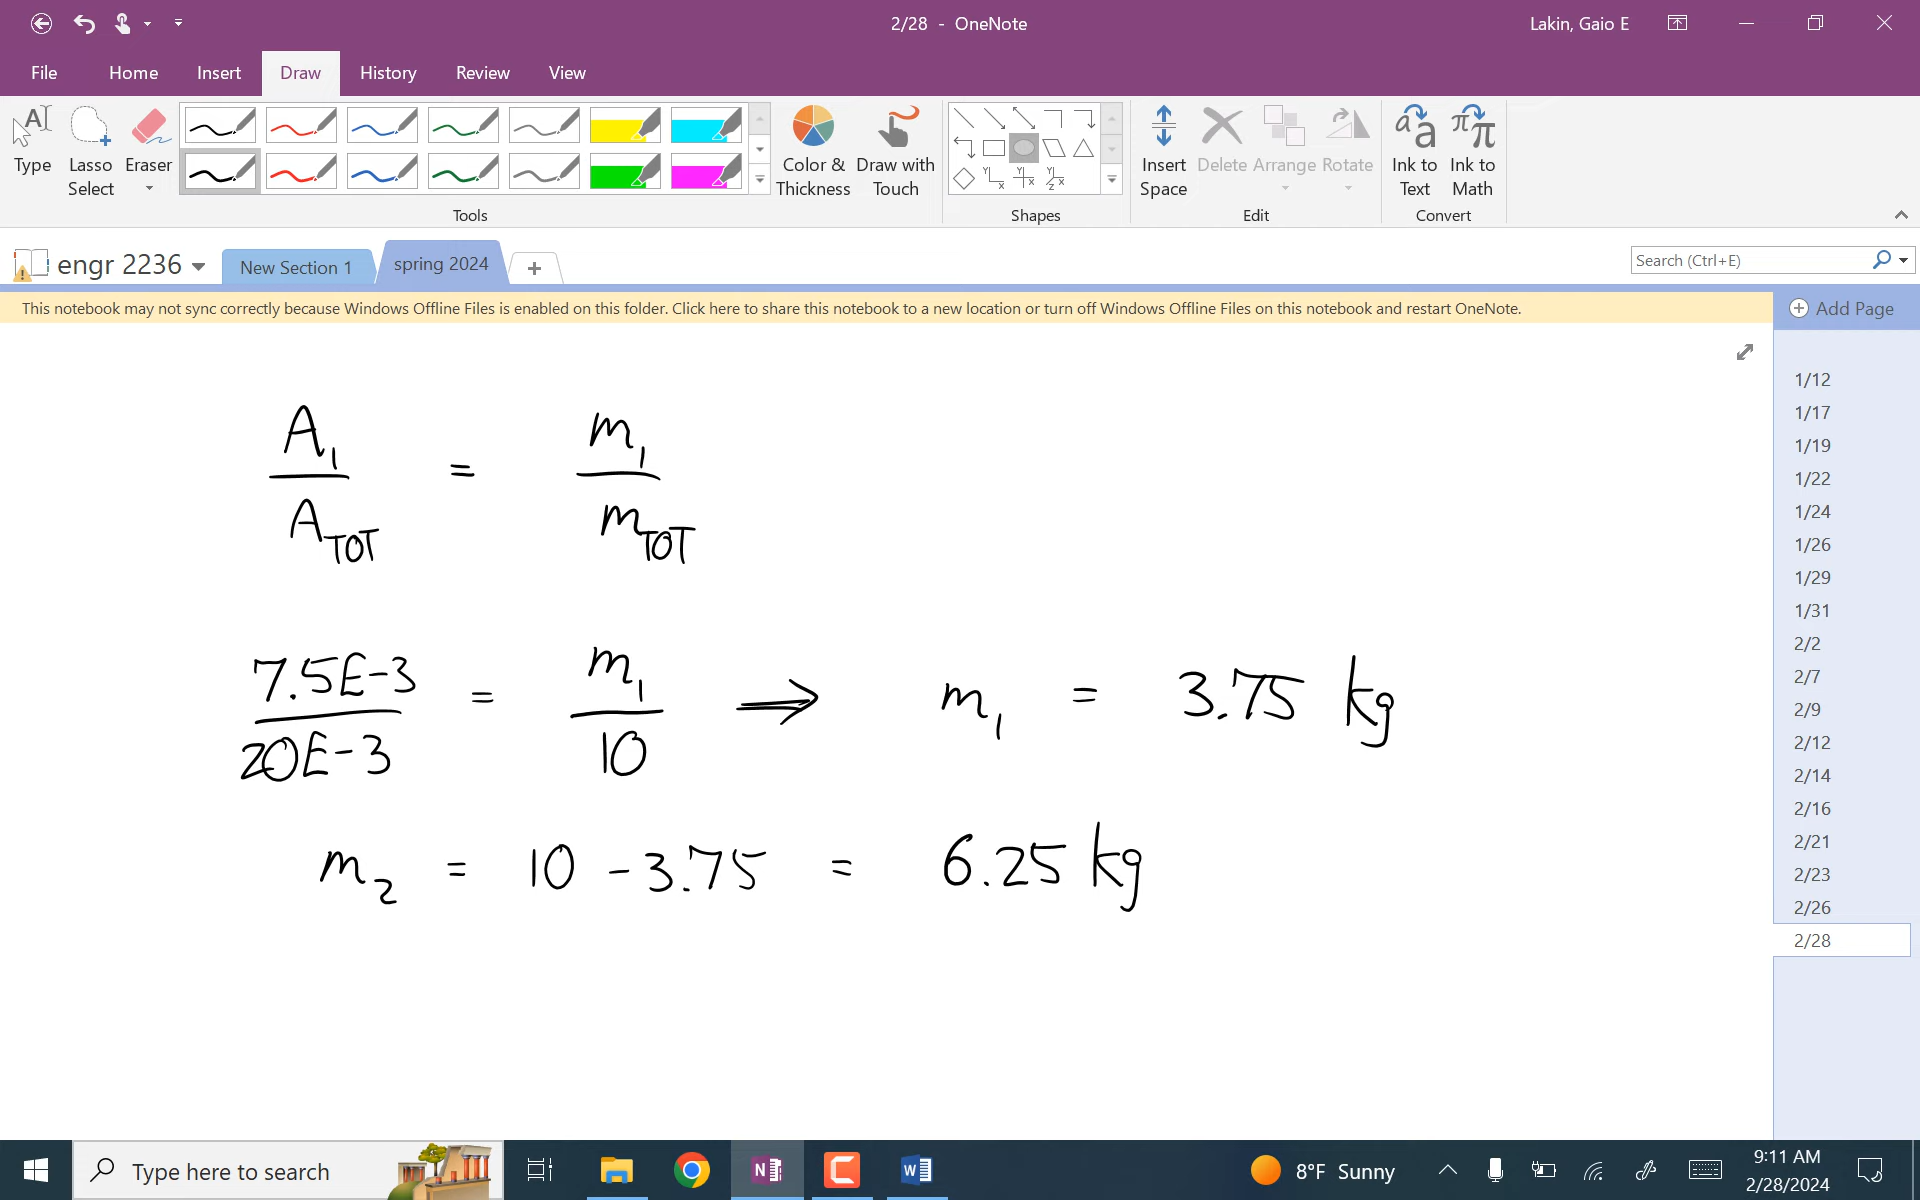 2/28 - OneNote
Lakin, Gaio E
File Home Insert Draw History Review View
Type
Lasso Select
Eraser
Color & Thickness
Draw with Touch
Insert Space
Delete
Arrange
Rotate
Ink to Text
Ink to Math
Tools
Shapes
Edit
Convert
engr 2236
New Section 1
spring 2024
Search (Ctrl+E)
This notebook may not sync correctly because Windows Offline Files is enabled on this folder. Click here to share this notebook to a new location or turn off Windows Offline Files on this notebook and restart OneNote.
Add Page
A₁ / A_TOT = m₁ / m_TOT
7.5E-3 / 20E-3 = m₁ / 10 ⇒ m₁ = 3.75 kg
m₂ = 10 - 3.75 = 6.25 kg
1/12
1/17
1/19
1/22
1/24
1/26
1/29
1/31
2/2
2/7
2/9
2/12
2/14
2/16
2/21
2/23
2/26
2/28
Type here to search
8°F Sunny
9:11 AM
2/28/2024